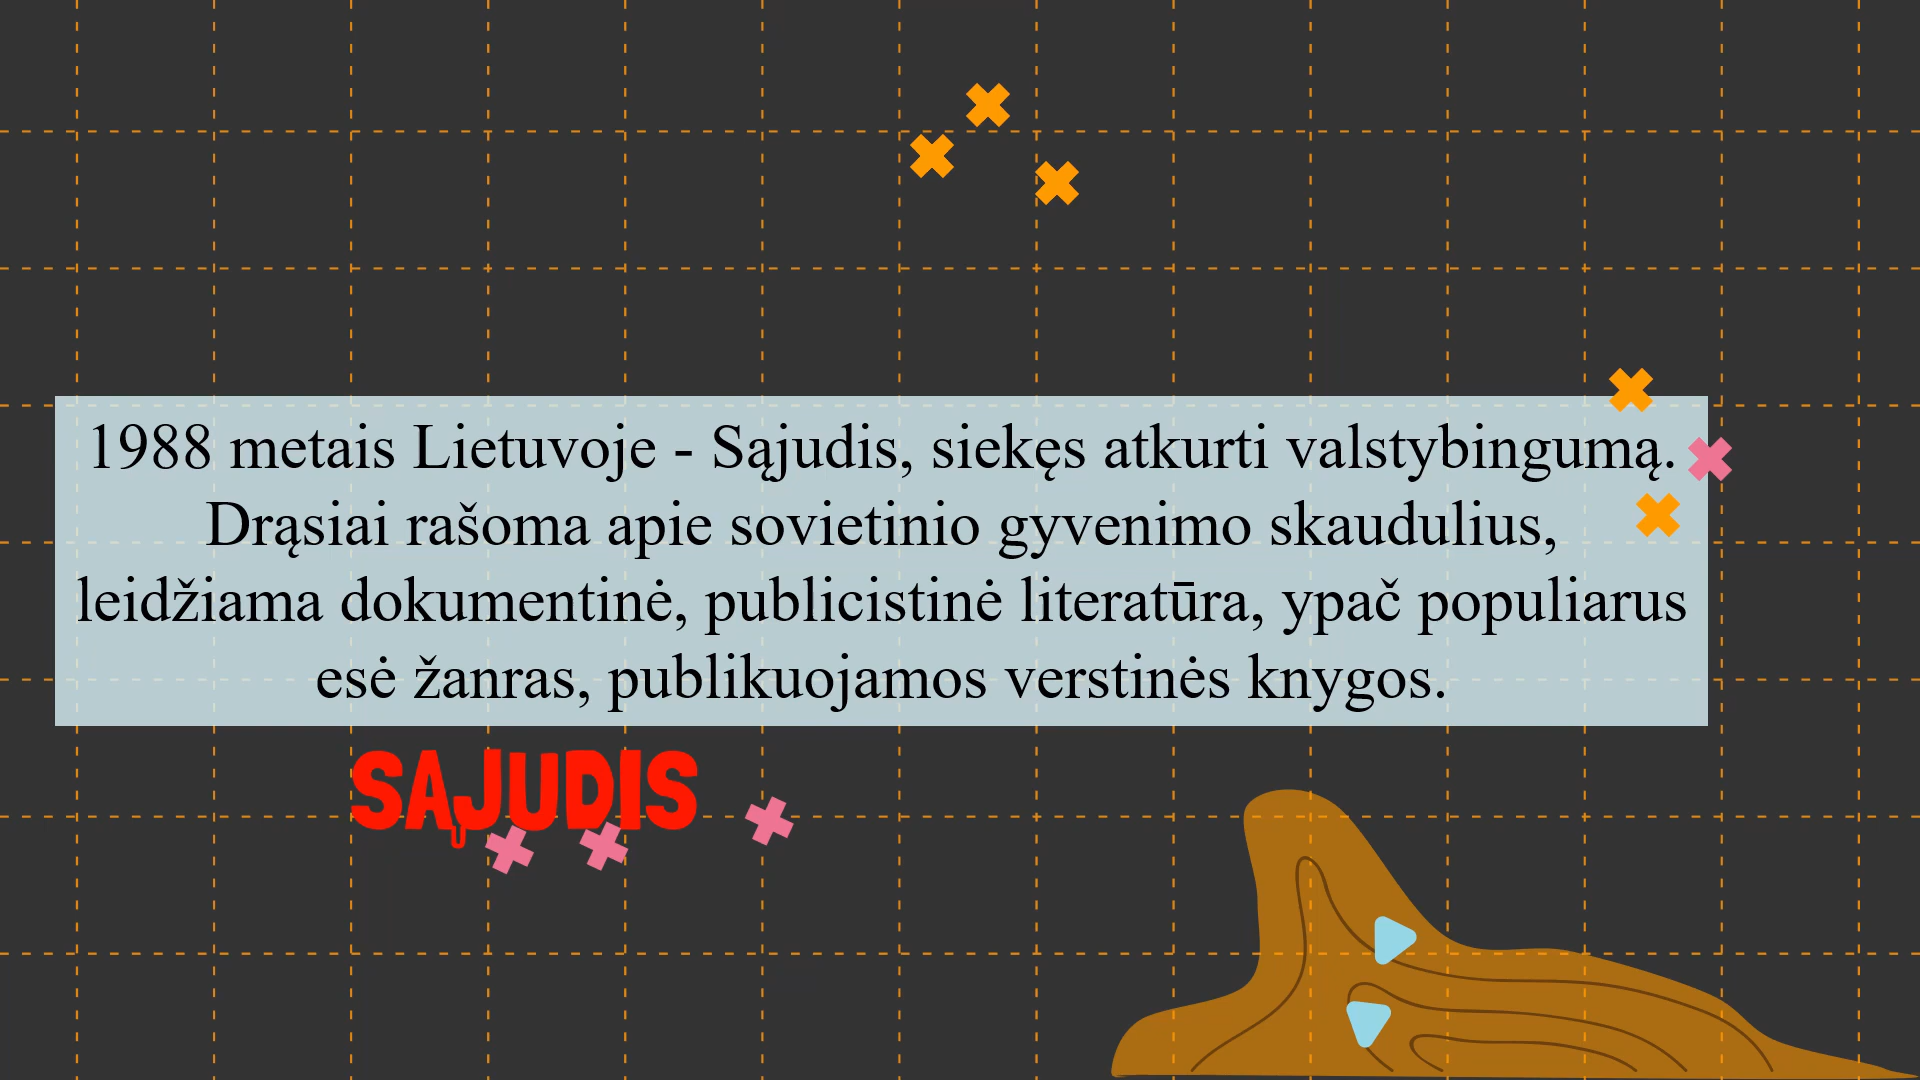 1988 metais Lietuvoje - Sąjudis, siekęs atkurti valstybingumą.
Drąsiai rašoma apie sovietinio gyvenimo skaudulius,
leidžiama dokumentinė, publicistinė literatūra, ypač populiarus
esė žanras, publikuojamos verstinės knygos.
SĄJUDIS